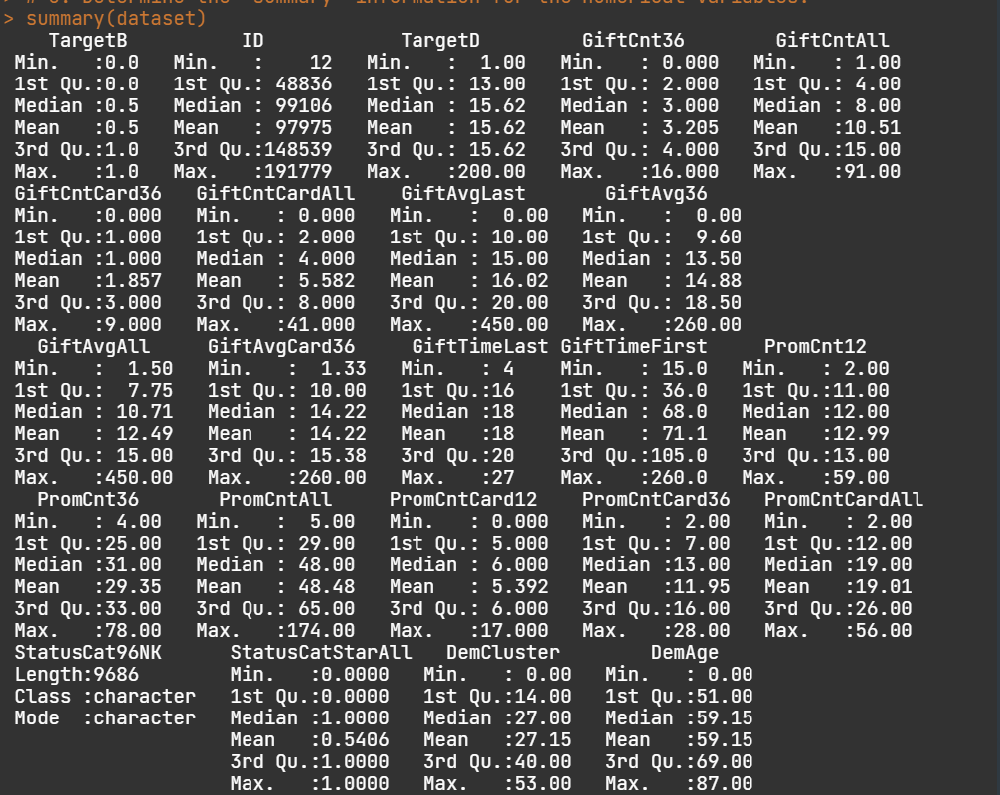 > # 6. Determine the 'summary' information for the numerical variables.
> summary(dataset)
    TargetB          ID            TargetD         GiftCnt36        GiftCntAll
 Min.   :0.0   Min.   :    12   Min.   :  1.00   Min.   : 0.000   Min.   : 1.00
 1st Qu.:0.0   1st Qu.: 48836   1st Qu.: 13.00   1st Qu.: 2.000   1st Qu.: 4.00
 Median :0.5   Median : 99106   Median : 15.62   Median : 3.000   Median : 8.00
 Mean   :0.5   Mean   : 97975   Mean   : 15.62   Mean   : 3.205   Mean   :10.51
 3rd Qu.:1.0   3rd Qu.:148539   3rd Qu.: 15.62   3rd Qu.: 4.000   3rd Qu.:15.00
 Max.   :1.0   Max.   :191779   Max.   :200.00   Max.   :16.000   Max.   :91.00
 GiftCntCard36   GiftCntCardAll    GiftAvgLast       GiftAvg36
 Min.   :0.000   Min.   : 0.000   Min.   :  0.00   Min.   :  0.00
 1st Qu.:1.000   1st Qu.: 2.000   1st Qu.: 10.00   1st Qu.:  9.60
 Median :1.000   Median : 4.000   Median : 15.00   Median : 13.50
 Mean   :1.857   Mean   : 5.582   Mean   : 16.02   Mean   : 14.88
 3rd Qu.:3.000   3rd Qu.: 8.000   3rd Qu.: 20.00   3rd Qu.: 18.50
 Max.   :9.000   Max.   :41.000   Max.   :450.00   Max.   :260.00
   GiftAvgAll     GiftAvgCard36     GiftTimeLast GiftTimeFirst     PromCnt12
 Min.   :  1.50   Min.   :  1.33   Min.   : 4    Min.   : 15.0   Min.   : 2.00
 1st Qu.:  7.75   1st Qu.: 10.00   1st Qu.:16    1st Qu.: 36.0   1st Qu.:11.00
 Median : 10.71   Median : 14.22   Median :18    Median : 68.0   Median :12.00
 Mean   : 12.49   Mean   : 14.22   Mean   :18    Mean   : 71.1   Mean   :12.99
 3rd Qu.: 15.00   3rd Qu.: 15.38   3rd Qu.:20    3rd Qu.:105.0   3rd Qu.:13.00
 Max.   :450.00   Max.   :260.00   Max.   :27    Max.   :260.0   Max.   :59.00
   PromCnt36       PromCntAll     PromCntCard12    PromCntCard36   PromCntCardAll
 Min.   : 4.00   Min.   :  5.00   Min.   : 0.000   Min.   : 2.00   Min.   : 2.00
 1st Qu.:25.00   1st Qu.: 29.00   1st Qu.: 5.000   1st Qu.: 7.00   1st Qu.:12.00
 Median :31.00   Median : 48.00   Median : 6.000   Median :13.00   Median :19.00
 Mean   :29.35   Mean   : 48.48   Mean   : 5.392   Mean   :11.95   Mean   :19.01
 3rd Qu.:33.00   3rd Qu.: 65.00   3rd Qu.: 6.000   3rd Qu.:16.00   3rd Qu.:26.00
 Max.   :78.00   Max.   :174.00   Max.   :17.000   Max.   :28.00   Max.   :56.00
 StatusCat96NK      StatusCatStarAll   DemCluster        DemAge
 Length:9686        Min.   :0.0000   Min.   : 0.00   Min.   : 0.00
 Class :character   1st Qu.:0.0000   1st Qu.:14.00   1st Qu.:51.00
 Mode  :character   Median :1.0000   Median :27.00   Median :59.15
                    Mean   :0.5406   Mean   :27.15   Mean   :59.15
                    3rd Qu.:1.0000   3rd Qu.:40.00   3rd Qu.:69.00
                    Max.   :1.0000   Max.   :53.00   Max.   :87.00